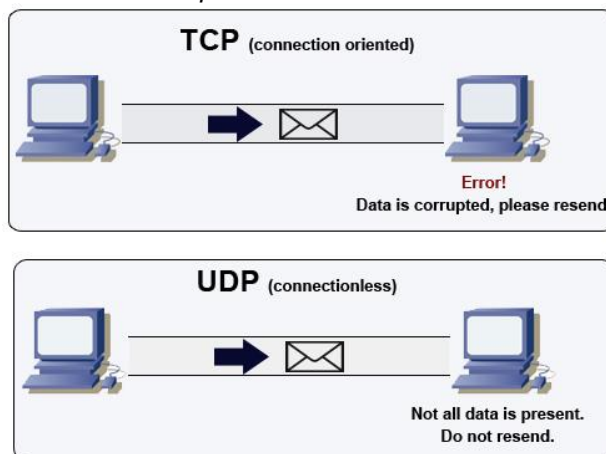 TCP (connection oriented)
Error!
Data is corrupted, please resend
UDP (connectionless)
Not all data is present.
Do not resend.